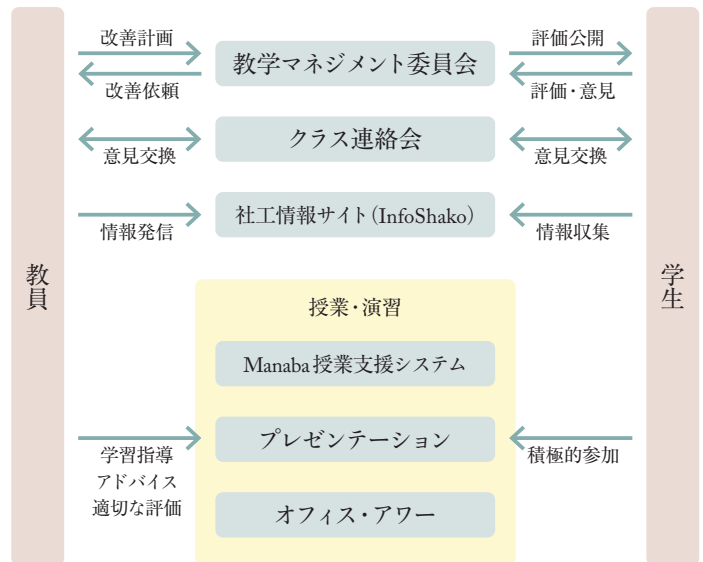 改善計画
教学マネジメント委員会
評価公開
改善依頼
評価・意見
クラス連絡会
意見交換
意見交換
社工情報サイト（InfoShako）
情報発信
情報収集
教員
学生
授業・演習
Manaba授業支援システム
プレゼンテーション
学習指導
アドバイス
適切な評価
積極的参加
オフィス・アワー